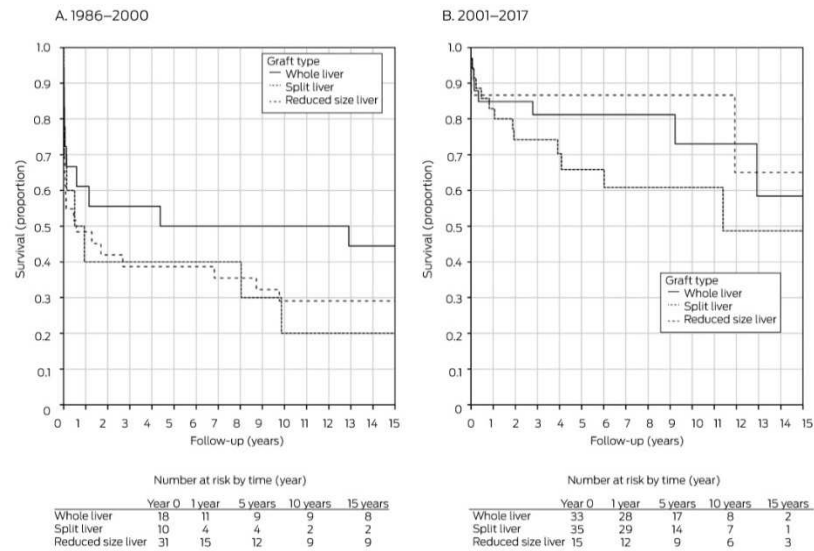 A. 1986–2000
1.0
0.9
0.8
0.7
0.6
0.5
0.4
0.3
0.2
0.1
0
Survival (proportion)
Graft type
Whole liver
Split liver
Reduced size liver
0 1 2 3 4 5 6 7 8 9 10 11 12 13 14 15
Follow-up (years)
Number at risk by time (year)
Year 0 1 year 5 years 10 years 15 years
Whole liver 18 11 9 9 8
Split liver 10 4 4 2 2
Reduced size liver 31 15 12 9 9
B. 2001–2017
1.0
0.9
0.8
0.7
0.6
0.5
0.4
0.3
0.2
0.1
0
Survival (proportion)
Graft type
Whole liver
Split liver
Reduced size liver
0 1 2 3 4 5 6 7 8 9 10 11 12 13 14 15
Follow-up (years)
Number at risk by time (year)
Year 0 1 year 5 years 10 years 15 years
Whole liver 33 28 17 8 2
Split liver 35 29 14 7 1
Reduced size liver 15 12 9 6 3